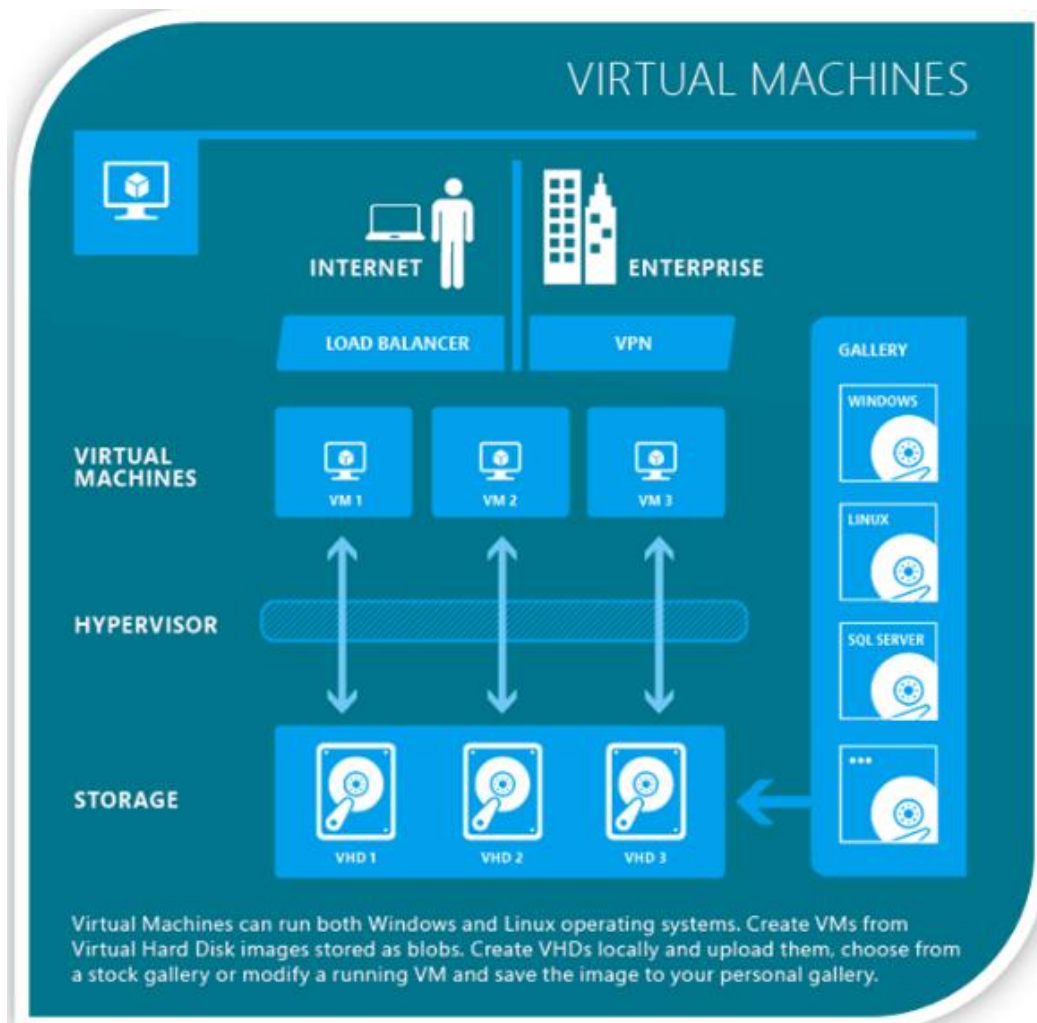 VIRTUAL MACHINES
INTERNET
ENTERPRISE
LOAD BALANCER
VPN
GALLERY
WINDOWS
LINUX
SQL SERVER
•••
VIRTUAL
MACHINES
VM 1
VM 2
VM 3
HYPERVISOR
STORAGE
VHD 1
VHD 2
VHD 3
Virtual Machines can run both Windows and Linux operating systems. Create VMs from
Virtual Hard Disk images stored as blobs. Create VHDs locally and upload them, choose from
a stock gallery or modify a running VM and save the image to your personal gallery.